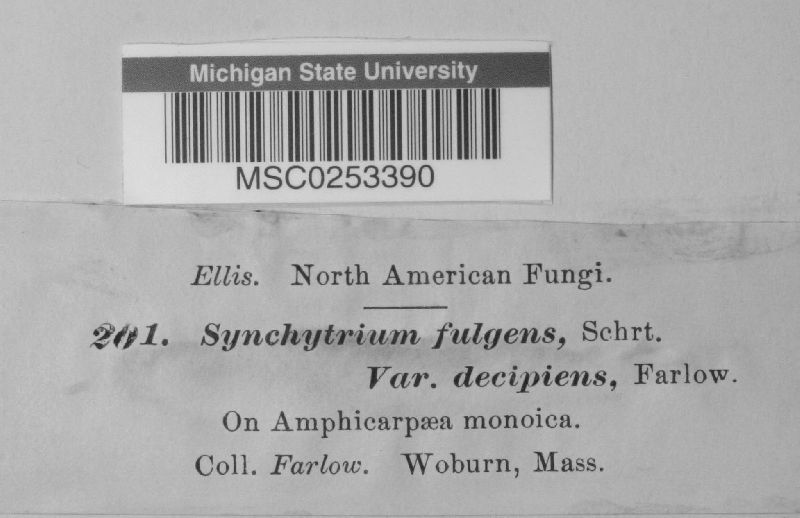 Michigan State University
MSC0253390
Ellis. North American Fungi.
201. Synchytrium fulgens, Schrt.
Var. decipiens, Farlow.
On Amphicarpæa monoica.
Coll. Farlow. Woburn, Mass.